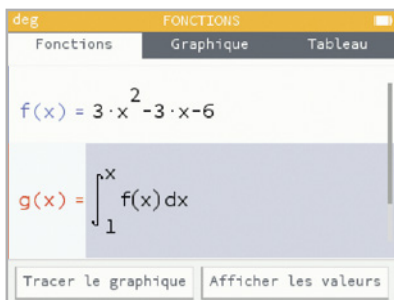 deg FONCTIONS
Fonctions Graphique Tableau
f(x) = 3·x²-3·x-6
g(x) = ∫₁ˣ f(x)dx
Tracer le graphique Afficher les valeurs